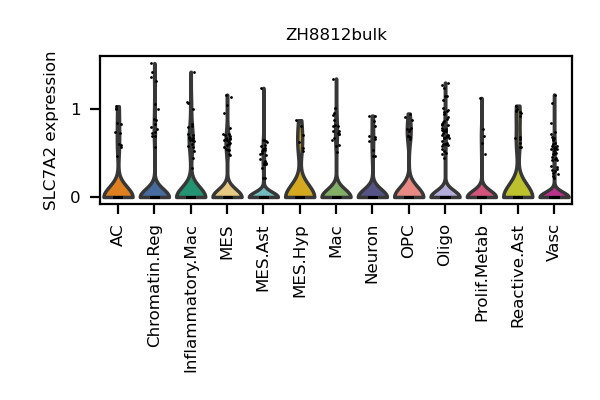 ZH8812bulk
SLC7A2 expression
1
0
AC
Chromatin.Reg
Inflammatory.Mac
MES
MES.Ast
MES.Hyp
Mac
Neuron
OPC
Oligo
Prolif.Metab
Reactive.Ast
Vasc